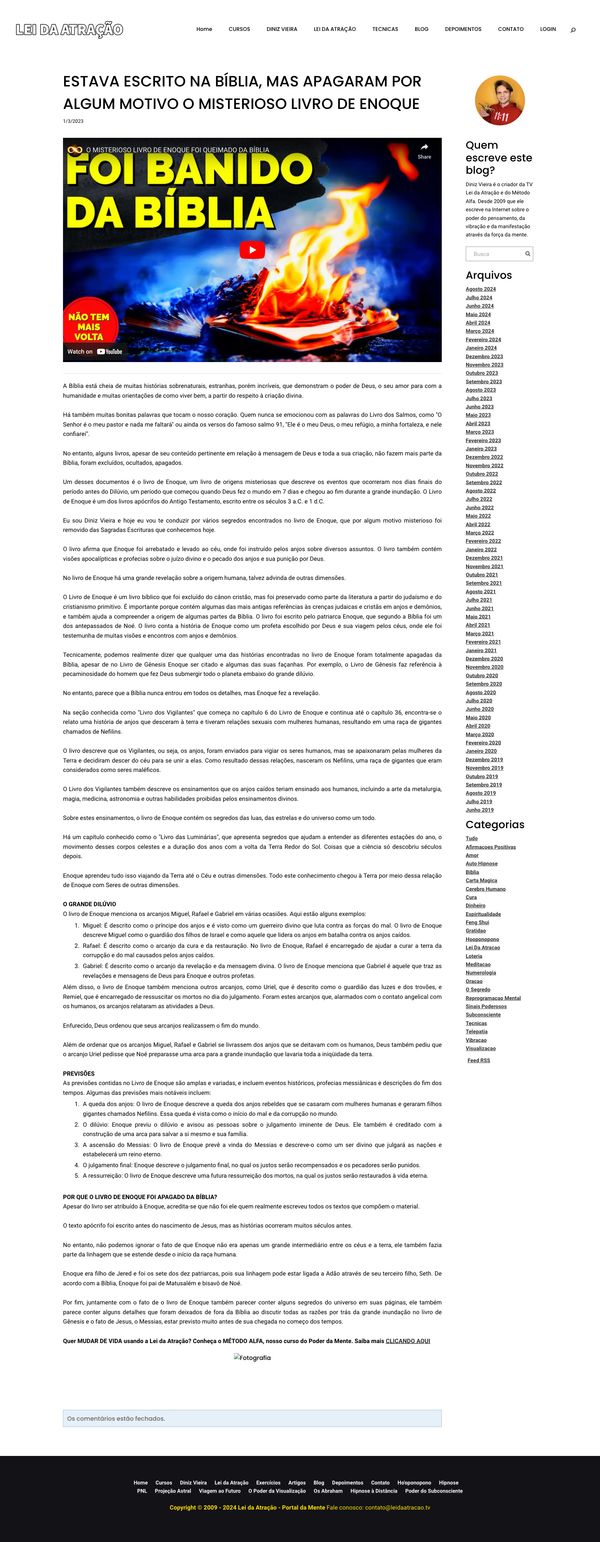 LEI DA ATRAÇÃO
Home CURSOS DINIZ VIEIRA LEI DA ATRAÇÃO TECNICAS BLOG DEPOIMENTOS CONTATO LOGIN
ESTAVA ESCRITO NA BÍBLIA, MAS APAGARAM POR
ALGUM MOTIVO O MISTERIOSO LIVRO DE ENOQUE
1/3/2023
O MISTERIOSO LIVRO DE ENOQUE FOI QUEIMADO DA BÍBLIA
Share
FOI BANIDO
DA BÍBLIA
NÃO TEM
MAIS
VOLTA
Watch on YouTube
A Bíblia está cheia de muitas histórias sobrenaturais, estranhas, porém incríveis, que demonstram o poder de Deus, o seu amor para com a
humanidade e muitas orientações de como viver bem, a partir do respeito à criação divina.
Há também muitas bonitas palavras que tocam o nosso coração. Quem nunca se emocionou com as palavras do Livro dos Salmos, como "O
Senhor é o meu pastor e nada me faltará" ou ainda os versos do famoso salmo 91, "Ele é o meu Deus, o meu refúgio, a minha fortaleza, e nele
confiarei".
No entanto, alguns livros, apesar de seu conteúdo pertinente em relação à mensagem de Deus e toda a sua criação, não fazem mais parte da
Bíblia, foram excluídos, ocultados, apagados.
Um desses documentos é o livro de Enoque, um livro de origens misteriosas que descreve os eventos que ocorreram nos dias finais do
período antes do Dilúvio, um período que começou quando Deus fez o mundo em 7 dias e chegou ao fim durante a grande inundação. O Livro
de Enoque é um dos livros apócrifos do Antigo Testamento, escrito entre os séculos 3 a.C. e 1 d.C.
Eu sou Diniz Vieira e hoje eu vou te conduzir por vários segredos encontrados no livro de Enoque, que por algum motivo misterioso foi
removido das Sagradas Escrituras que conhecemos hoje.
O livro afirma que Enoque foi arrebatado e levado ao céu, onde foi instruído pelos anjos sobre diversos assuntos. O livro também contém
visões apocalípticas e profecias sobre o juízo divino e o pecado dos anjos e sua punição por Deus.
No livro de Enoque há uma grande revelação sobre a origem humana, talvez advinda de outras dimensões.
O Livro de Enoque é um livro bíblico que foi excluído do cânon cristão, mas foi preservado como parte da literatura a partir do judaísmo e do
cristianismo primitivo. É importante porque contém algumas das mais antigas referências às crenças judaicas e cristãs em anjos e demônios,
e também ajuda a compreender a origem de algumas partes da Bíblia. O livro foi escrito pelo patriarca Enoque, que segundo a Bíblia foi um
dos antepassados de Noé. O livro conta a história de Enoque como um profeta escolhido por Deus e sua viagem pelos céus, onde ele foi
testemunha de muitas visões e encontros com anjos e demônios.
Tecnicamente, podemos realmente dizer que qualquer uma das histórias encontradas no livro de Enoque foram totalmente apagadas da
Bíblia, apesar de no Livro de Gênesis Enoque ser citado e algumas das suas façanhas. Por exemplo, o Livro de Gênesis faz referência à
pecaminosidade do homem que fez Deus submergir todo o planeta embaixo do grande dilúvio.
No entanto, parece que a Bíblia nunca entrou em todos os detalhes, mas Enoque fez a revelação.
Na seção conhecida como "Livro dos Vigilantes" que começa no capítulo 6 do Livro de Enoque e continua até o capítulo 36, encontra-se o
relato uma história de anjos que desceram à terra e tiveram relações sexuais com mulheres humanas, resultando em uma raça de gigantes
chamados de Nefilins.
O livro descreve que os Vigilantes, ou seja, os anjos, foram enviados para vigiar os seres humanos, mas se apaixonaram pelas mulheres da
Terra e decidiram descer do céu para se unir a elas. Como resultado dessas relações, nasceram os Nefilins, uma raça de gigantes que eram
considerados como seres maléficos.
O Livro dos Vigilantes também descreve os ensinamentos que os anjos caídos teriam ensinado aos humanos, incluindo a arte da metalurgia,
magia, medicina, astronomia e outras habilidades proibidas pelos ensinamentos divinos.
Sobre estes ensinamentos, o livro de Enoque contém os segredos das luas, das estrelas e do universo como um todo.
Há um capítulo conhecido como o "Livro das Luminárias", que apresenta segredos que ajudam a entender as diferentes estações do ano, o
movimento desses corpos celestes e a duração dos anos com a volta da Terra Redor do Sol. Coisas que a ciência só descobriu séculos
depois.
Enoque aprendeu tudo isso viajando da Terra até o Céu e outras dimensões. Todo este conhecimento chegou à Terra por meio dessa relação
de Enoque com Seres de outras dimensões.
O GRANDE DILÚVIO
O livro de Enoque menciona os arcanjos Miguel, Rafael e Gabriel em várias ocasiões. Aqui estão alguns exemplos:
1. Miguel: É descrito como o príncipe dos anjos e é visto como um guerreiro divino que luta contra as forças do mal. O livro de Enoque
descreve Miguel como o guardião dos filhos de Israel e como aquele que lidera os anjos em batalha contra os anjos caídos.
2. Rafael: É descrito como o arcanjo da cura e da restauração. No livro de Enoque, Rafael é encarregado de ajudar a curar a terra da
corrupção e do mal causados pelos anjos caídos.
3. Gabriel: É descrito como o arcanjo da revelação e da mensagem divina. O livro de Enoque menciona que Gabriel é aquele que traz as
revelações e mensagens de Deus para Enoque e outros profetas.
Além disso, o livro de Enoque também menciona outros arcanjos, como Uriel, que é descrito como o guardião das luzes e dos trovões, e
Remiel, que é encarregado de ressuscitar os mortos no dia do julgamento. Foram estes arcanjos que, alarmados com o contato angelical com
os humanos, os arcanjos relataram as atividades a Deus.
Enfurecido, Deus ordenou que seus arcanjos realizassem o fim do mundo.
Além de ordenar que os arcanjos Miguel, Rafael e Gabriel se livrassem dos anjos que se deitavam com os humanos, Deus também pediu que
o arcanjo Uriel pedisse que Noé preparasse uma arca para a grande inundação que lavaria toda a iniqüidade da terra.
PREVISÕES
As previsões contidas no Livro de Enoque são amplas e variadas, e incluem eventos históricos, profecias messiânicas e descrições do fim dos
tempos. Algumas das previsões mais notáveis incluem:
1. A queda dos anjos: O livro de Enoque descreve a queda dos anjos rebeldes que se casaram com mulheres humanas e geraram filhos
gigantes chamados Nefilins. Essa queda é vista como o início do mal e da corrupção no mundo.
2. O dilúvio: Enoque previu o dilúvio e avisou as pessoas sobre o julgamento iminente de Deus. Ele também é creditado com a
construção de uma arca para salvar a si mesmo e sua família.
3. A ascensão do Messias: O livro de Enoque prevê a vinda do Messias e descreve-o como um ser divino que julgará as nações e
estabelecerá um reino eterno.
4. O julgamento final: Enoque descreve o julgamento final, no qual os justos serão recompensados e os pecadores serão punidos.
5. A ressurreição: O livro de Enoque descreve uma futura ressurreição dos mortos, na qual os justos serão restaurados à vida eterna.
POR QUE O LIVRO DE ENOQUE FOI APAGADO DA BÍBLIA?
Apesar do livro ser atribuído à Enoque, acredita-se que não foi ele quem realmente escreveu todos os textos que compõem o material.
O texto apócrifo foi escrito antes do nascimento de Jesus, mas as histórias ocorreram muitos séculos antes.
No entanto, não podemos ignorar o fato de que Enoque não era apenas um grande intermediário entre os céus e a terra, ele também fazia
parte da linhagem que se estende desde o início da raça humana.
Enoque era filho de Jered e foi os sete dos dez patriarcas, pois sua linhagem pode estar ligada a Adão através de seu terceiro filho, Seth. De
acordo com a Bíblia, Enoque foi pai de Matusalém e bisavô de Noé.
Por fim, juntamente com o fato de o livro de Enoque também parecer conter alguns segredos do universo em suas páginas, ele também
parece conter alguns detalhes que foram deixados de fora da Bíblia ao discutir todas as razões por trás da grande inundação no livro de
Gênesis e o fato de Jesus, o Messias, estar previsto muito antes de sua chegada no começo dos tempos.
Quer MUDAR DE VIDA usando a Lei da Atração? Conheça o MÉTODO ALFA, nosso curso do Poder da Mente. Saiba mais CLICANDO AQUI
Fotografia
Os comentários estão fechados.
11:11
Quem
escreve este
blog?
Diniz Vieira é o criador da TV
Lei da Atração e do Método
Alfa. Desde 2009 que ele
escreve na Internet sobre o
poder do pensamento, da
vibração e da manifestação
através da força da mente.
Busca
Arquivos
Agosto 2024
Julho 2024
Junho 2024
Maio 2024
Abril 2024
Março 2024
Fevereiro 2024
Janeiro 2024
Dezembro 2023
Novembro 2023
Outubro 2023
Setembro 2023
Agosto 2023
Julho 2023
Junho 2023
Maio 2023
Abril 2023
Março 2023
Fevereiro 2023
Janeiro 2023
Dezembro 2022
Novembro 2022
Outubro 2022
Setembro 2022
Agosto 2022
Julho 2022
Junho 2022
Maio 2022
Abril 2022
Março 2022
Fevereiro 2022
Janeiro 2022
Dezembro 2021
Novembro 2021
Outubro 2021
Setembro 2021
Agosto 2021
Julho 2021
Junho 2021
Maio 2021
Abril 2021
Março 2021
Fevereiro 2021
Janeiro 2021
Dezembro 2020
Novembro 2020
Outubro 2020
Setembro 2020
Agosto 2020
Julho 2020
Junho 2020
Maio 2020
Abril 2020
Março 2020
Fevereiro 2020
Janeiro 2020
Dezembro 2019
Novembro 2019
Outubro 2019
Setembro 2019
Agosto 2019
Julho 2019
Junho 2019
Categorias
Tudo
Afirmacoes Positivas
Amor
Auto Hipnose
Biblia
Carta Magica
Cerebro Humano
Cura
Dinheiro
Espiritualidade
Feng Shui
Gratidao
Hooponopono
Lei Da Atracao
Loteria
Meditacao
Numerologia
Oracao
O Segredo
Reprogramacao Mental
Sinais Poderosos
Subconsciente
Tecnicas
Telepatia
Vibracao
Visualizacao
Feed RSS
Home Cursos Diniz Vieira Lei da Atração Exercícios Artigos Blog Depoimentos Contato Ho'oponopono Hipnose
PNL Projeção Astral Viagem ao Futuro O Poder da Visualização Os Abraham Hipnose à Distância Poder do Subconsciente
Copyright © 2009 - 2024 Lei da Atração - Portal da Mente Fale conosco: contato@leidaatracao.tv